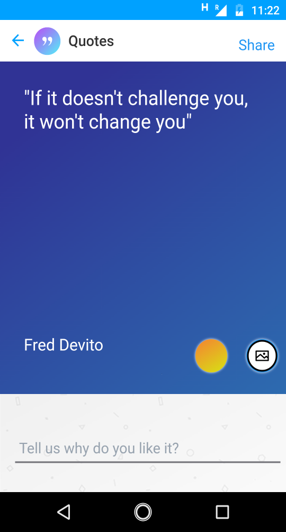 H R 11:22
Quotes
Share
"If it doesn't challenge you,
it won't change you"
Fred Devito
Tell us why do you like it?